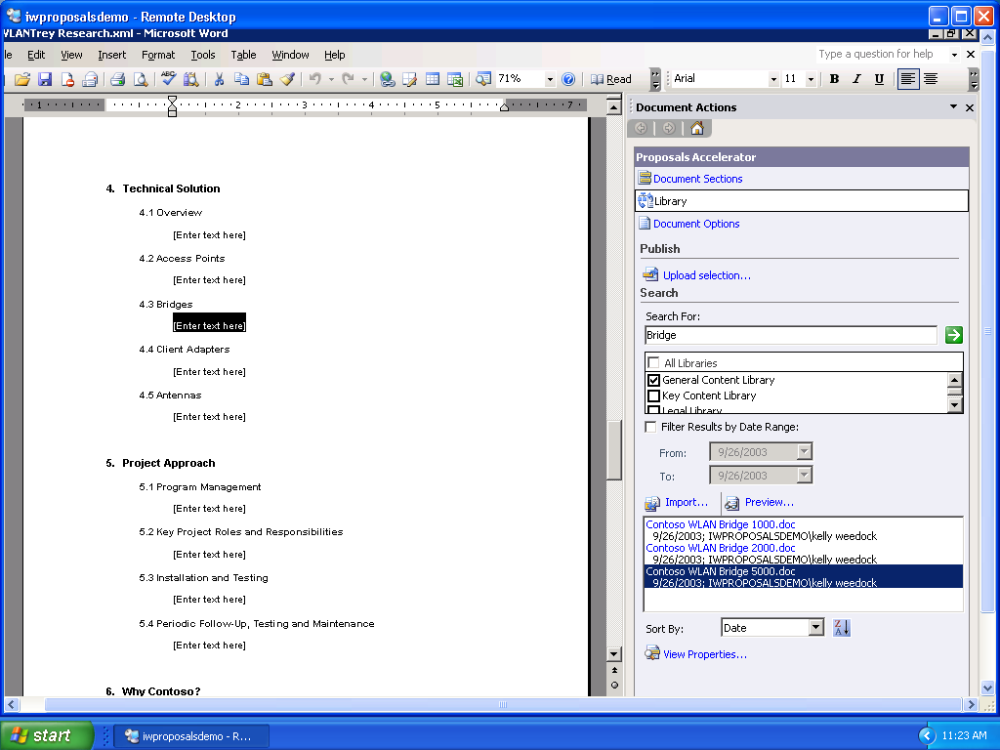 iwproposalsdemo - Remote Desktop
VLANTrey Research.xml - Microsoft Word
le Edit View Insert Format Tools Table Window Help Type a question for help
71% Read Arial 11 B I U
1 1 2 3 4 5 7
4. Technical Solution
4.1 Overview
[Enter text here]
4.2 Access Points
[Enter text here]
4.3 Bridges
[Enter text here]
4.4 Client Adapters
[Enter text here]
4.5 Antennas
[Enter text here]
5. Project Approach
5.1 Program Management
[Enter text here]
5.2 Key Project Roles and Responsibilities
[Enter text here]
5.3 Installation and Testing
[Enter text here]
5.4 Periodic Follow-Up, Testing and Maintenance
[Enter text here]
6. Why Contoso?
Document Actions
Proposals Accelerator
Document Sections
Library
Document Options
Publish
Upload selection...
Search
Search For:
Bridge
All Libraries
General Content Library
Key Content Library
Legal Library
Filter Results by Date Range:
From: 9/26/2003
To: 9/26/2003
Import... Preview...
Contoso WLAN Bridge 1000.doc
9/26/2003; IWPROPOSALSDEMO\kelly weedock
Contoso WLAN Bridge 2000.doc
9/26/2003; IWPROPOSALSDEMO\kelly weedock
Contoso WLAN Bridge 5000.doc
9/26/2003; IWPROPOSALSDEMO\kelly weedock
Sort By: Date
View Properties...
start iwproposalsdemo - R... 11:23 AM